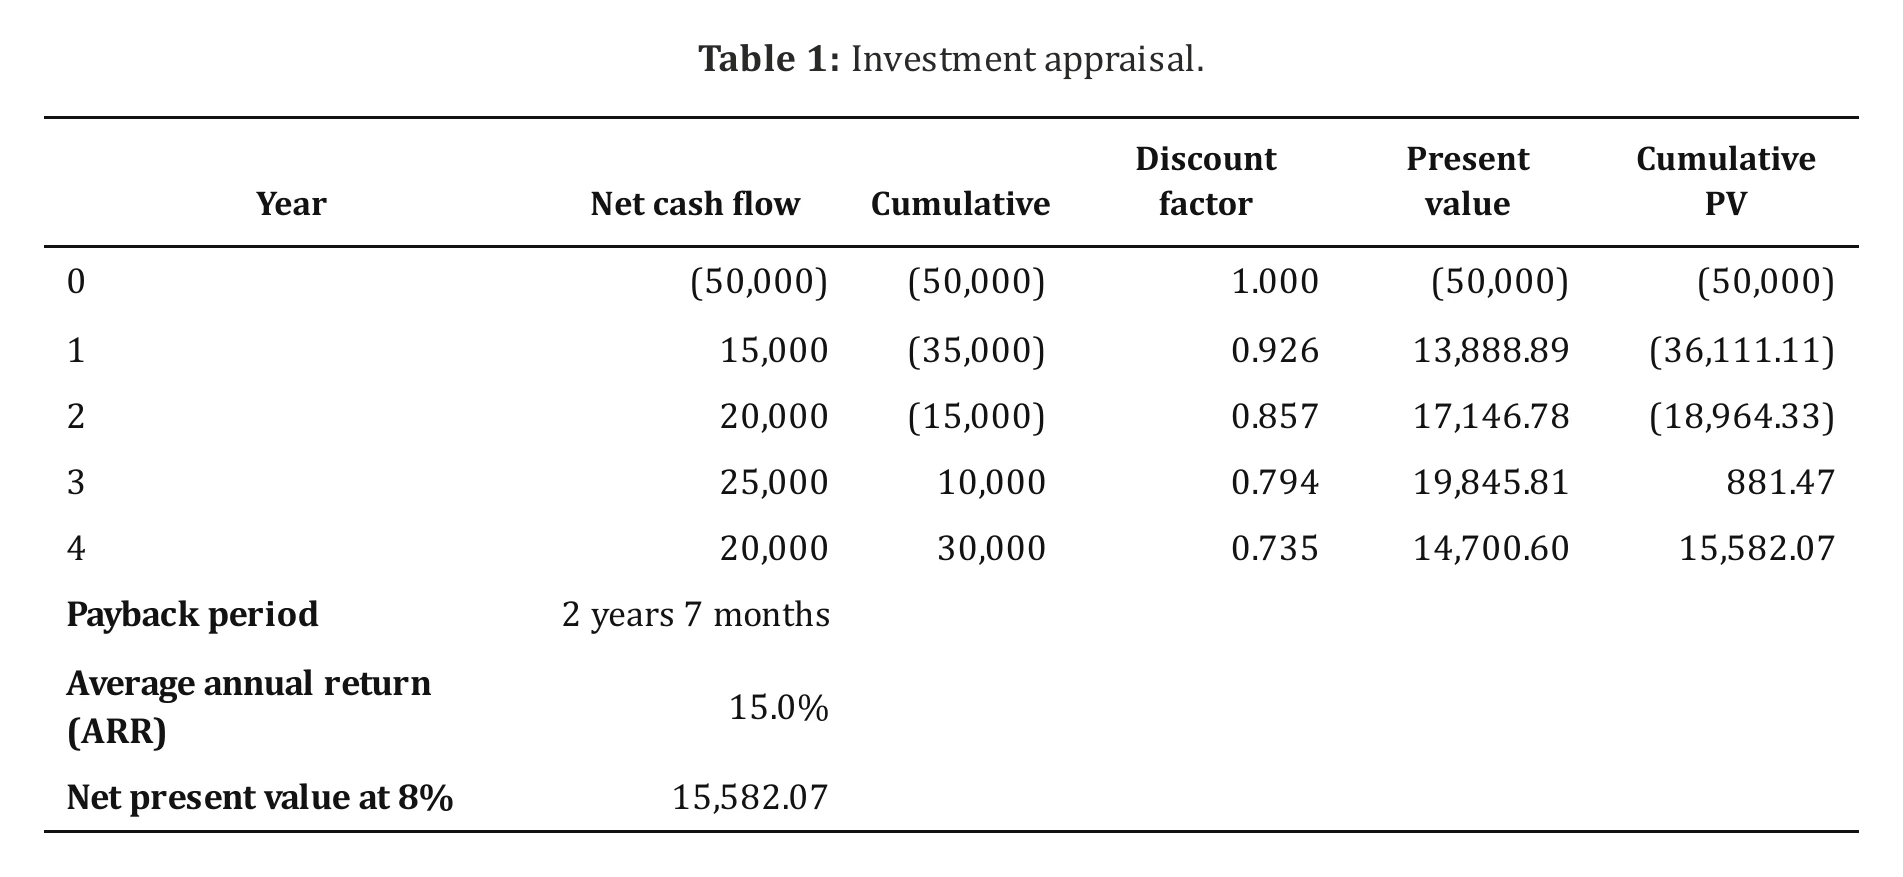 Table 1: Investment appraisal.
Discount Present Cumulative
Year Net cash flow Cumulative factor value PV
0 (50,000) (50,000) 1.000 (50,000) (50,000)
1 15,000 (35,000) 0.926 13,888.89 (36,111.11)
2 20,000 (15,000) 0.857 17,146.78 (18,964.33)
3 25,000 10,000 0.794 19,845.81 881.47
4 20,000 30,000 0.735 14,700.60 15,582.07
Payback period 2 years 7 months
Average annual return
(ARR) 15.0%
Net present value at 8% 15,582.07